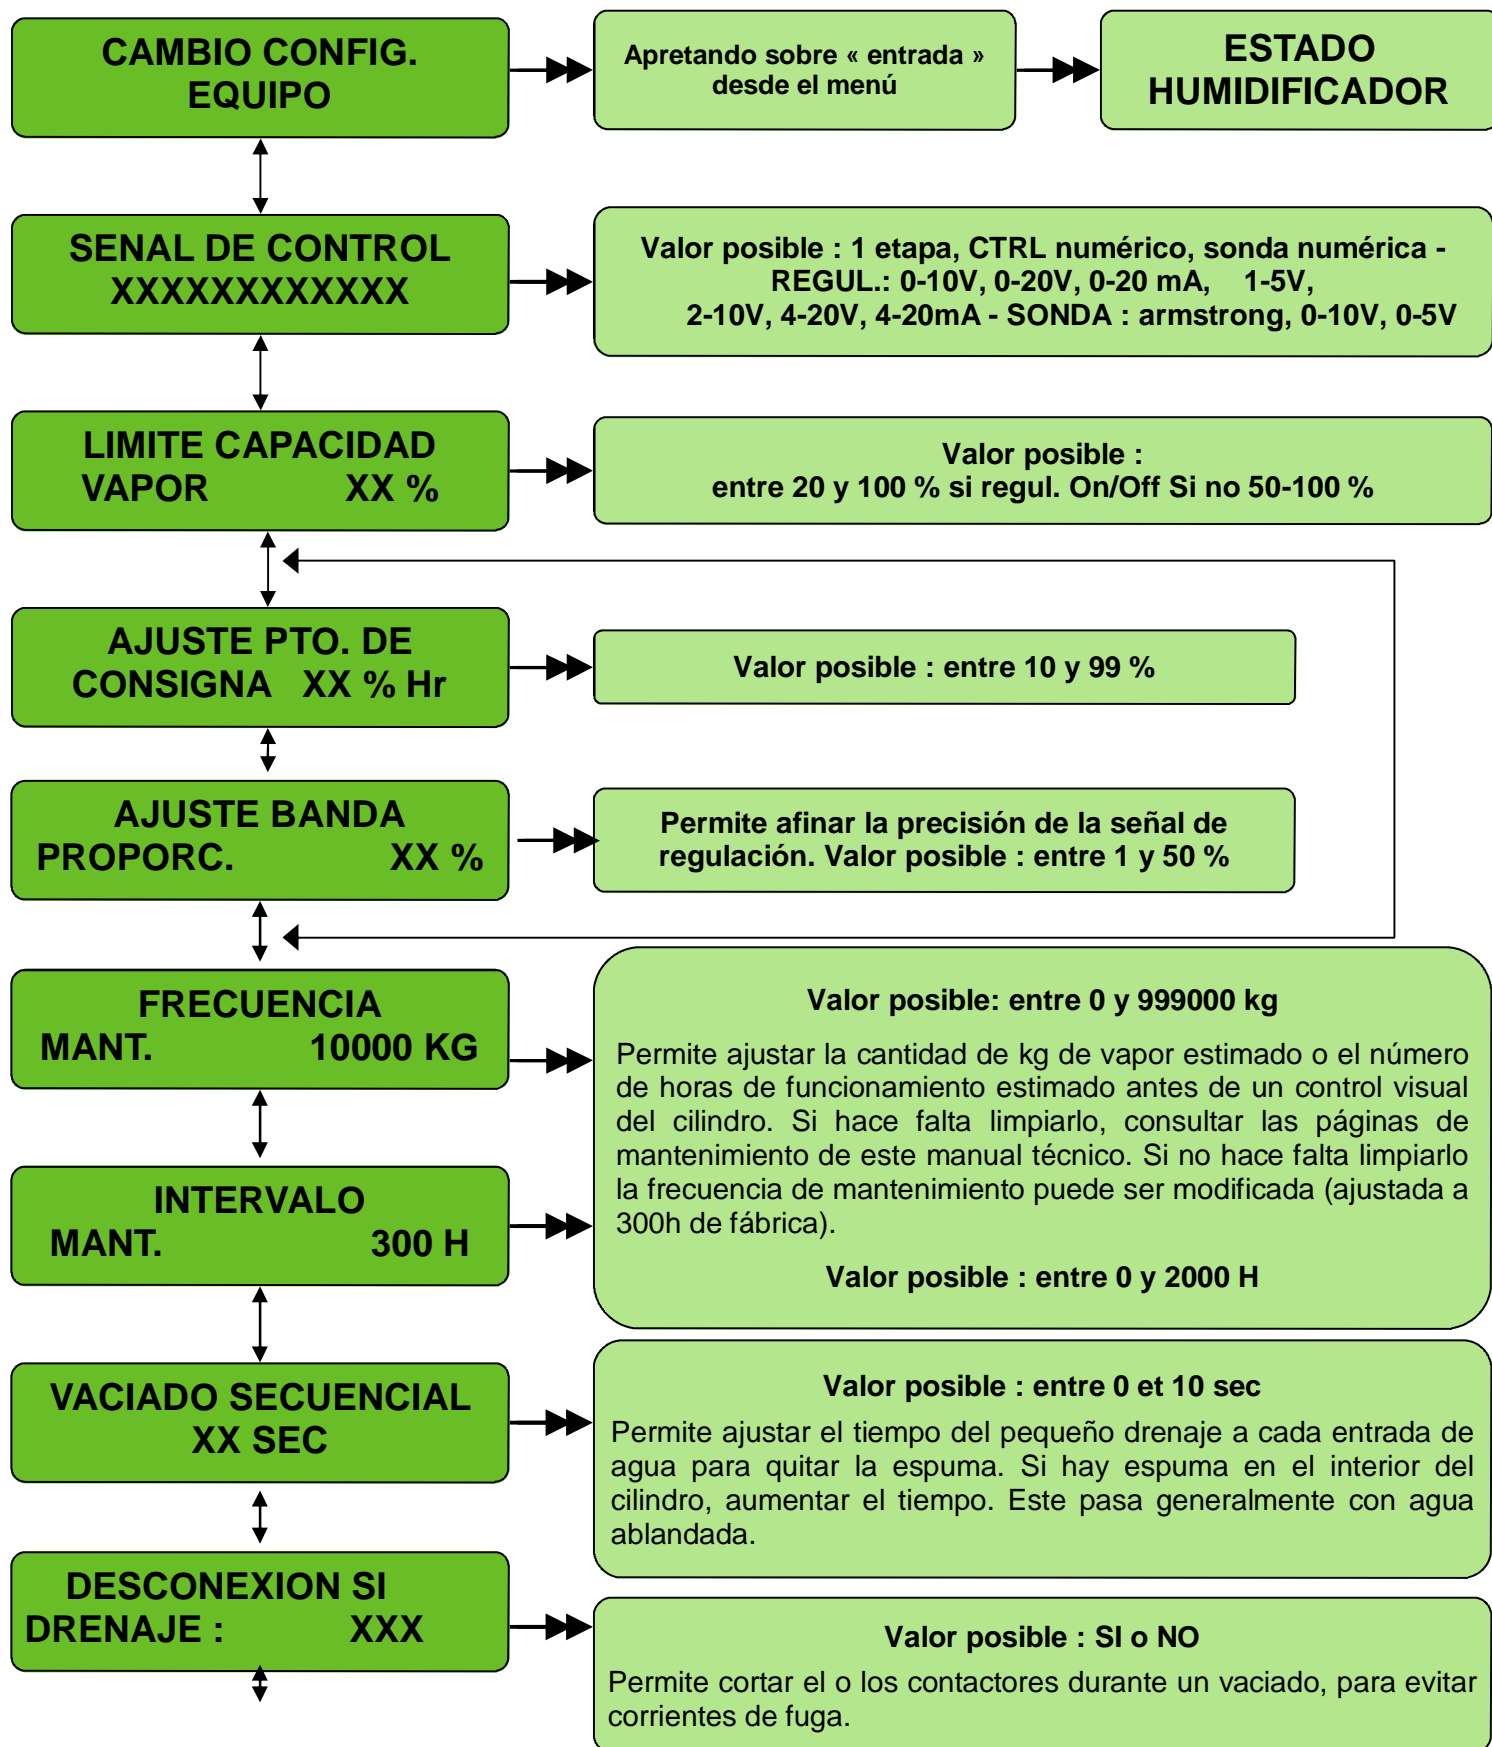 CAMBIO CONFIG.
EQUIPO
Apretando sobre « entrada »
desde el menú
ESTADO
HUMIDIFICADOR
SENAL DE CONTROL
XXXXXXXXXXXX
Valor posible : 1 etapa, CTRL numérico, sonda numérica -
REGUL.: 0-10V, 0-20V, 0-20 mA, 1-5V,
2-10V, 4-20V, 4-20mA - SONDA : armstrong, 0-10V, 0-5V
LIMITE CAPACIDAD
VAPOR XX %
Valor posible :
entre 20 y 100 % si regul. On/Off Si no 50-100 %
AJUSTE PTO. DE
CONSIGNA XX % Hr
Valor posible : entre 10 y 99 %
AJUSTE BANDA
PROPORC. XX %
Permite afinar la precisión de la señal de
regulación. Valor posible : entre 1 y 50 %
FRECUENCIA
MANT. 10000 KG
Valor posible: entre 0 y 999000 kg
Permite ajustar la cantidad de kg de vapor estimado o el número
de horas de funcionamiento estimado antes de un control visual
del cilindro. Si hace falta limpiarlo, consultar las páginas de
mantenimiento de este manual técnico. Si no hace falta limpiarlo
la frecuencia de mantenimiento puede ser modificada (ajustada a
300h de fábrica).
Valor posible : entre 0 y 2000 H
INTERVALO
MANT. 300 H
VACIADO SECUENCIAL
XX SEC
Valor posible : entre 0 et 10 sec
Permite ajustar el tiempo del pequeño drenaje a cada entrada de
agua para quitar la espuma. Si hay espuma en el interior del
cilindro, aumentar el tiempo. Este pasa generalmente con agua
ablandada.
DESCONEXION SI
DRENAJE : XXX
Valor posible : SI o NO
Permite cortar el o los contactores durante un vaciado, para evitar
corrientes de fuga.